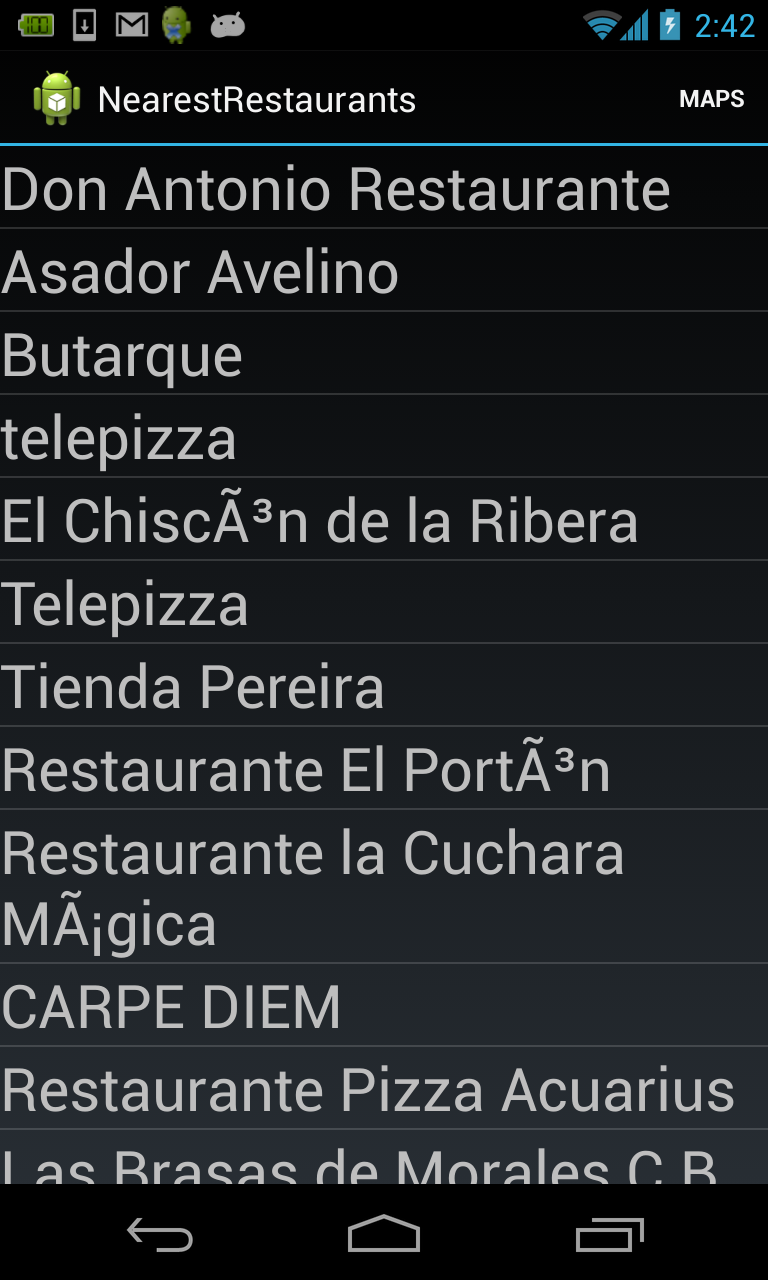 100
2:42
NearestRestaurants
MAPS
Don Antonio Restaurante
Asador Avelino
Butarque
telepizza
El ChiscÃ³n de la Ribera
Telepizza
Tienda Pereira
Restaurante El PortÃ³n
Restaurante la Cuchara
MÃ¡gica
CARPE DIEM
Restaurante Pizza Acuarius
Las Brasas de Morales C.B.